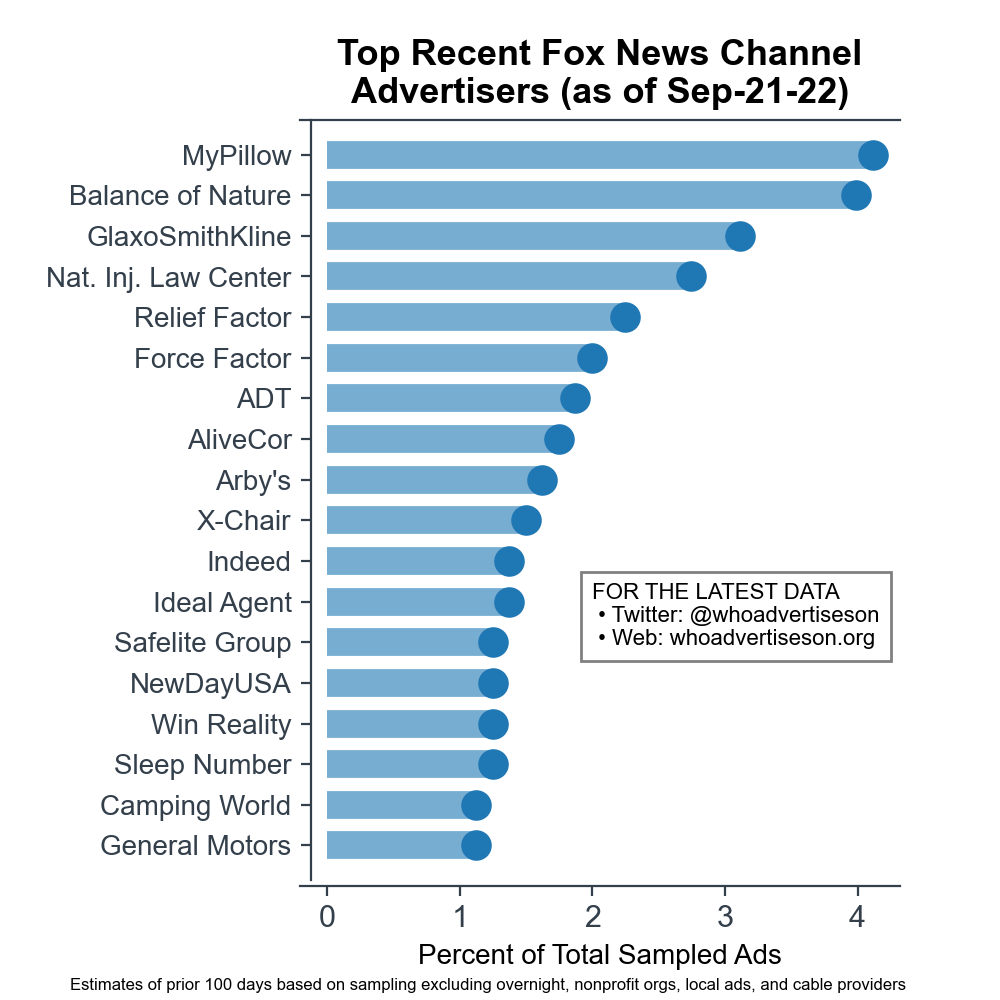 Top Recent Fox News Channel
Advertisers (as of Sep-21-22)
MyPillow
Balance of Nature
GlaxoSmithKline
Nat. Inj. Law Center
Relief Factor
Force Factor
ADT
AliveCor
Arby's
X-Chair
Indeed
Ideal Agent
Safelite Group
NewDayUSA
Win Reality
Sleep Number
Camping World
General Motors
FOR THE LATEST DATA
• Twitter: @whoadvertiseson
• Web: whoadvertiseson.org
0 1 2 3 4
Percent of Total Sampled Ads
Estimates of prior 100 days based on sampling excluding overnight, nonprofit orgs, local ads, and cable providers